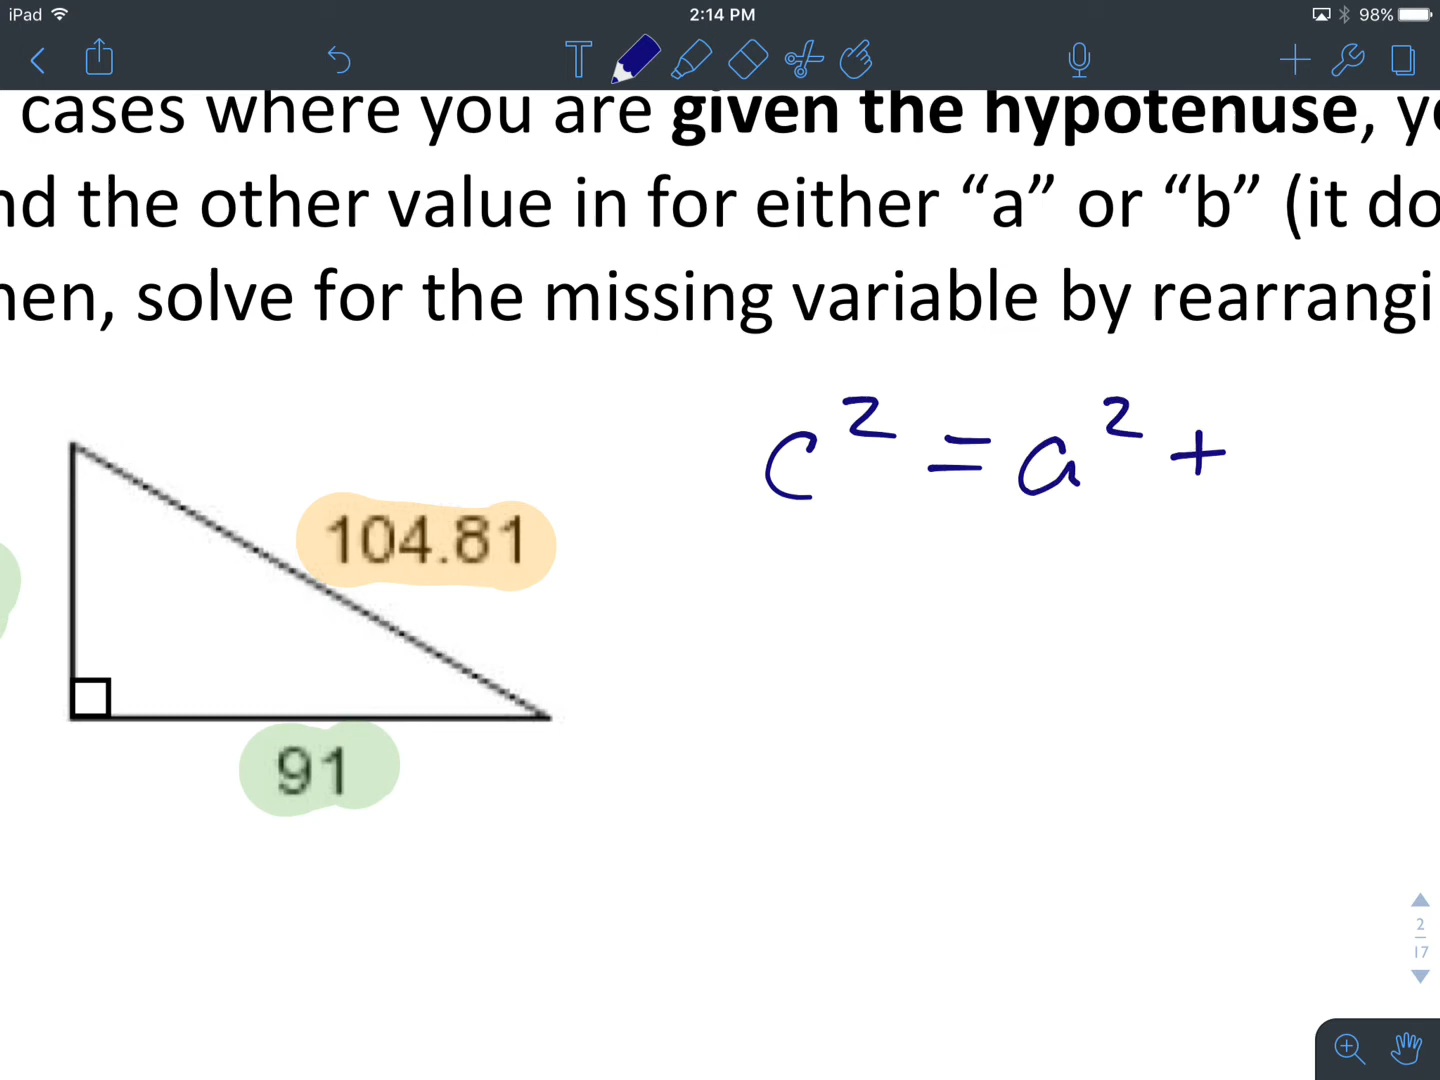 iPad 2:14 PM 98%
T
cases where you are given the hypotenuse, y
nd the other value in for either “a” or “b” (it do
hen, solve for the missing variable by rearrangi
c² = a² +
104.81
91
2
17